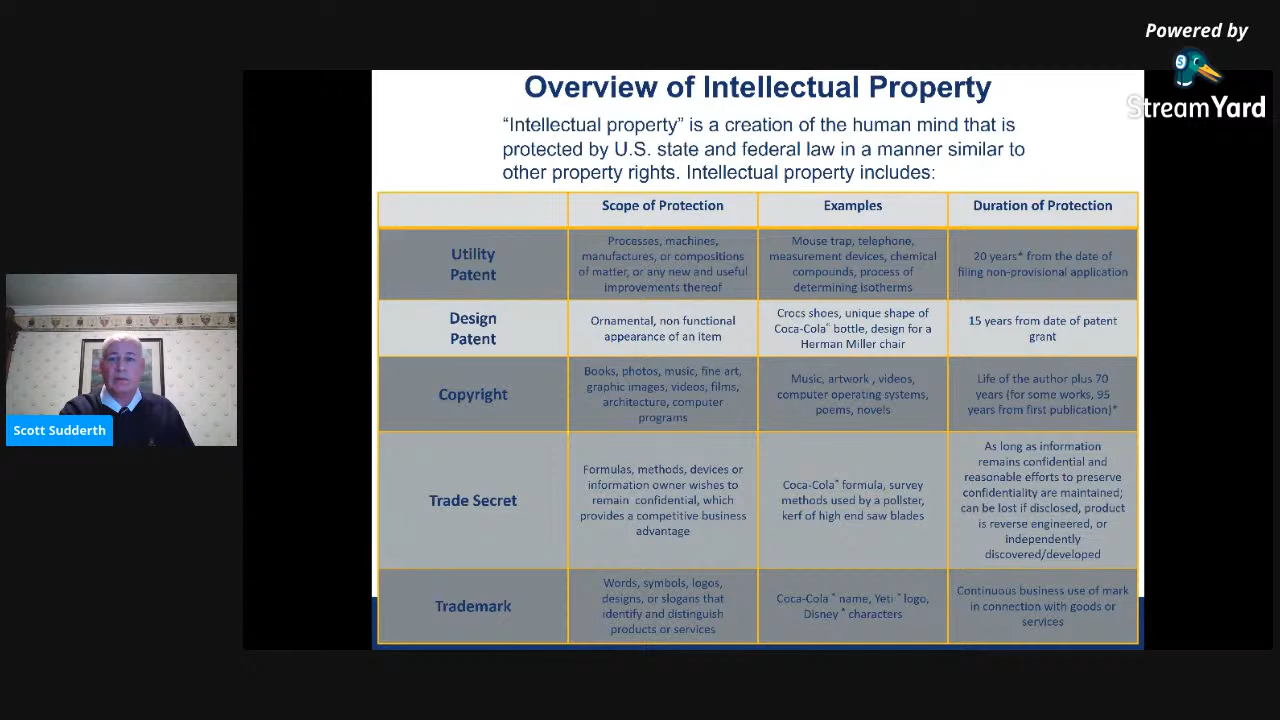 Powered by
StreamYard
Overview of Intellectual Property
“Intellectual property” is a creation of the human mind that is
protected by U.S. state and federal law in a manner similar to
other property rights. Intellectual property includes:
Scope of Protection
Examples
Duration of Protection
Utility
Patent
Processes, machines,
manufactures, or compositions
of matter, or any new and useful
improvements thereof
Mouse trap, telephone,
measurement devices, chemical
compounds, process of
determining isotherms
20 years* from the date of
filing non-provisional application
Design
Patent
Ornamental, non functional
appearance of an item
Crocs shoes, unique shape of
Coca-Cola® bottle, design for a
Herman Miller chair
15 years from date of patent
grant
Copyright
Books, photos, music, fine art,
graphic images, videos, films,
architecture, computer
programs
Music, artwork , videos,
computer operating systems,
poems, novels
Life of the author plus 70
years (for some works, 95
years from first publication)*
Trade Secret
Formulas, methods, devices or
information owner wishes to
remain confidential, which
provides a competitive business
advantage
Coca-Cola® formula, survey
methods used by a pollster,
kerf of high end saw blades
As long as information
remains confidential and
reasonable efforts to preserve
confidentiality are maintained;
can be lost if disclosed, product
is reverse engineered, or
independently
discovered/developed
Trademark
Words, symbols, logos,
designs, or slogans that
identify and distinguish
products or services
Coca-Cola ® name, Yeti ® logo,
Disney ® characters
Continuous business use of mark
in connection with goods or
services
Scott Sudderth